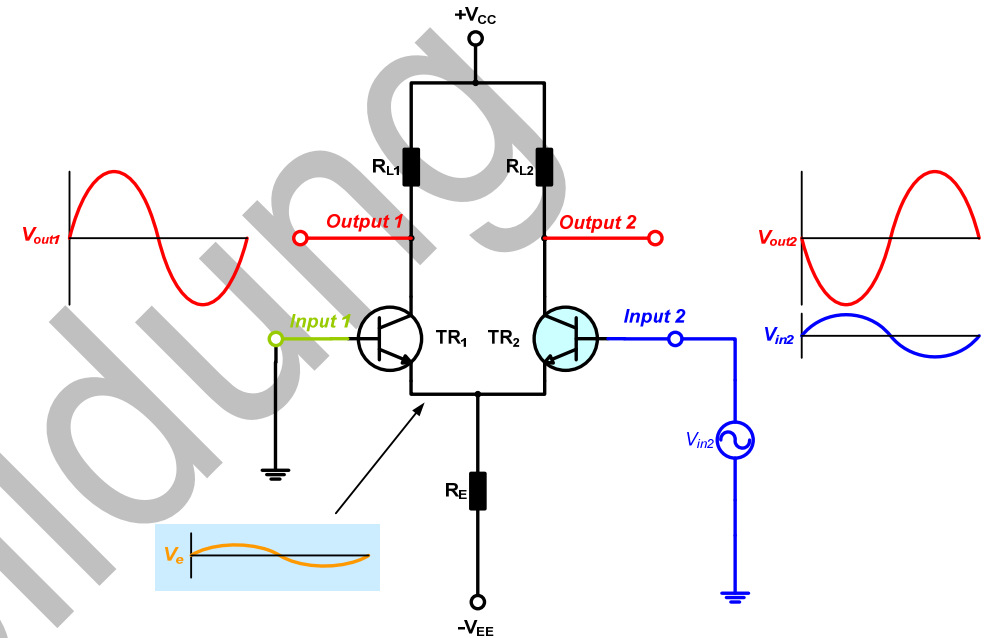 +VCC
RL1
RL2
Output 1
Output 2
Vout1
Vout2
Input 1
Input 2
TR1
TR2
Vin2
Vin2
RE
Ve
-VEE
ildung